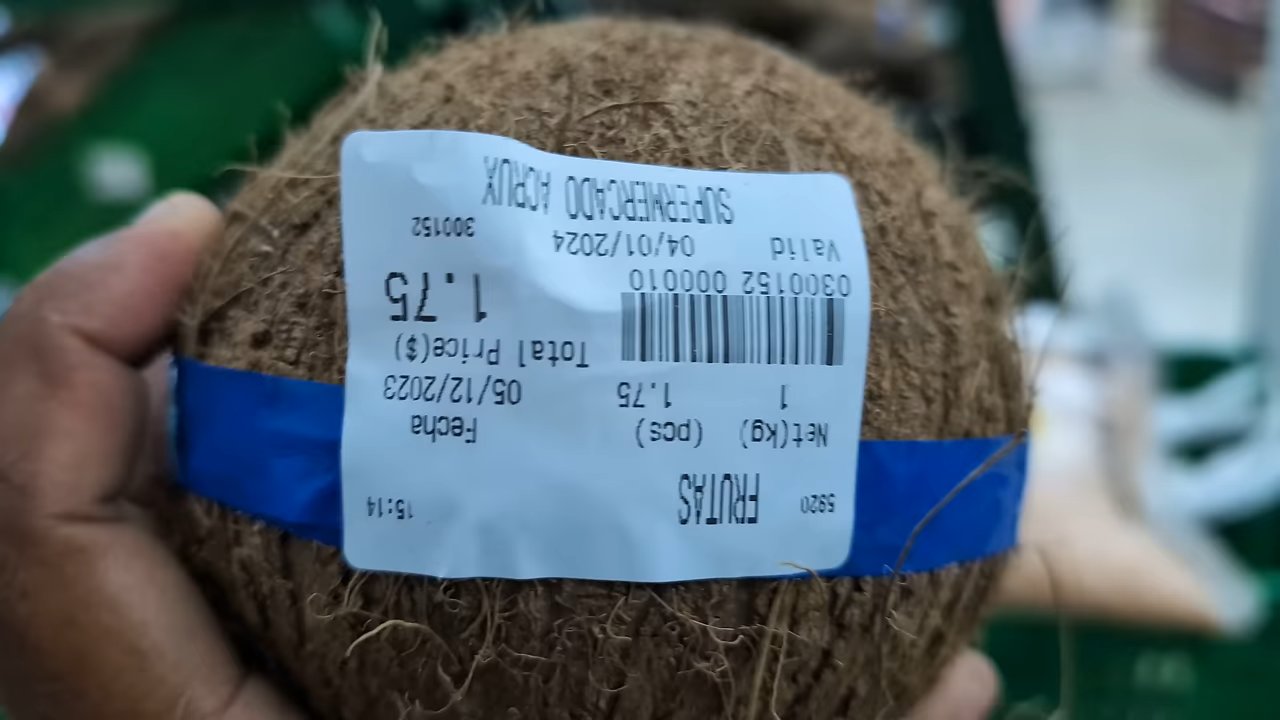 5920 FRUTAS 15:14
Net(kg) (pcs) Fecha
1 1.75 05/12/2023
Total Price($)
1.75
0300152 000010
Valid 04/01/2024 300152
SUPERMERCADO ACRUX